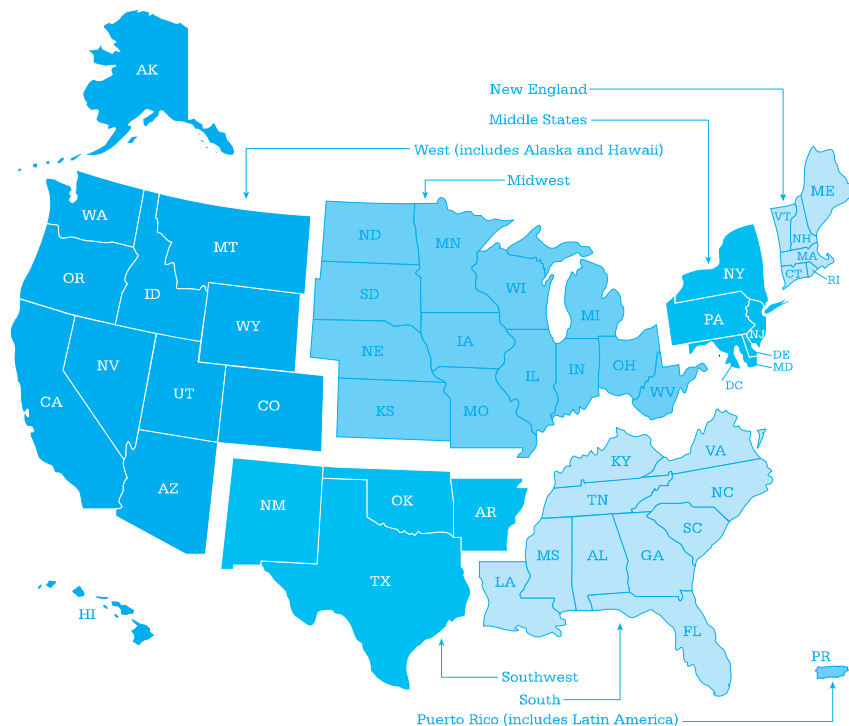 AK
New England
Middle States
West (includes Alaska and Hawaii)
Midwest
ME
VT
WA
NH
ND
MN
MT
MA
NY
CT
RI
OR
WI
ID
SD
MI
PA
WY
NJ
IA
NE
DE
NV
OH
MD
IL
IN
DC
UT
WV
CA
CO
KS
MO
VA
KY
AZ
NC
TN
OK
NM
AR
SC
MS
AL
GA
TX
LA
HI
FL
PR
Southwest
South
Puerto Rico (includes Latin America)